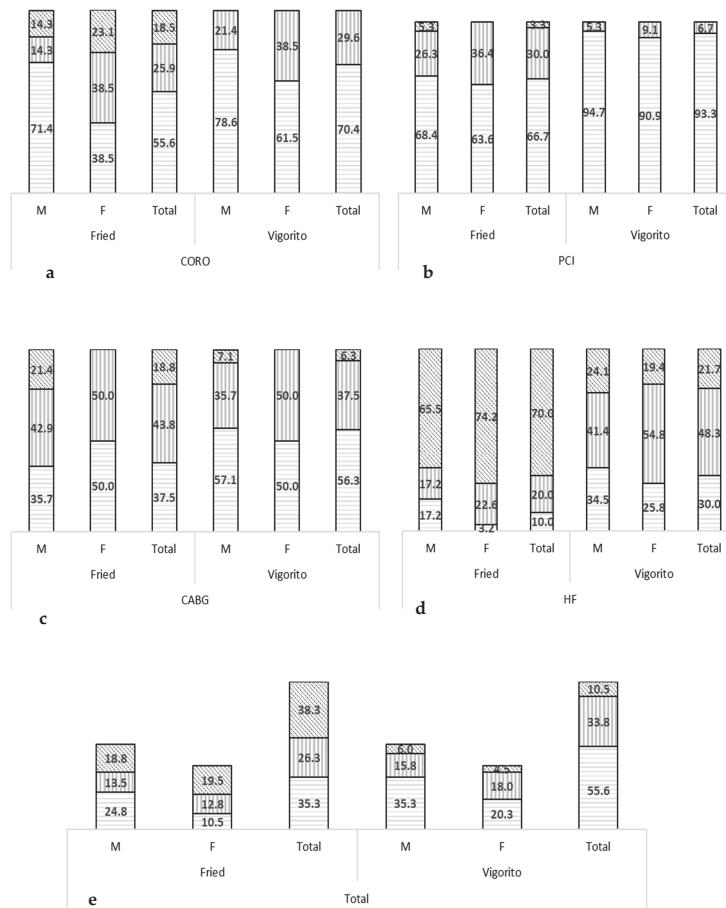 14.3 23.1 18.5 21.4 38.5 29.6
14.3 38.5 25.9
71.4 38.5 55.6 78.6 61.5 70.4
M F Total M F Total
Fried Vigorito
CORO
a
5.3 3.3 5.3 9.1 6.7
26.3 36.4 30.0
68.4 63.6 66.7 94.7 90.9 93.3
M F Total M F Total
Fried Vigorito
PCI
b
21.4 18.8 7.1 6.3
42.9 50.0 43.8 35.7 50.0 37.5
35.7 50.0 37.5 57.1 50.0 56.3
M F Total M F Total
Fried Vigorito
CABG
c
65.5 74.2 70.0 24.1 19.4 21.7
17.2 22.6 20.0 41.4 54.8 48.3
17.2 3.2 10.0 34.5 25.8 30.0
M F Total M F Total
Fried Vigorito
HF
d
18.8 19.5 38.3 6.0 4.5 10.5
13.5 12.8 26.3 15.8 18.0 33.8
24.8 10.5 35.3 35.3 20.3 55.6
M F Total M F Total
Fried Vigorito
Total
e